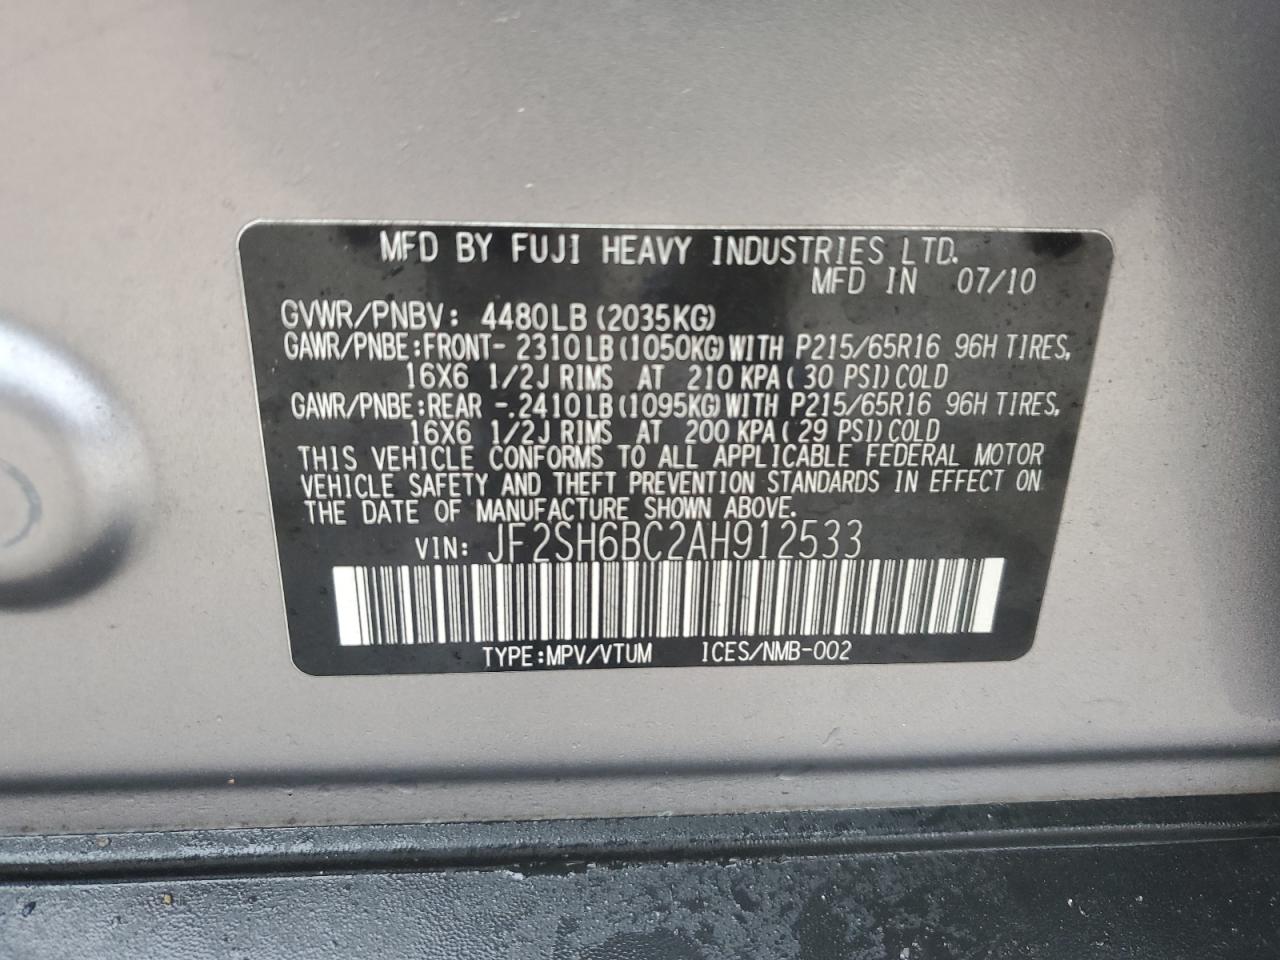 MFD BY FUJI HEAVY INDUSTRIES LTD.
MFD IN 07/10
GVWR/PNBV: 4480LB (2035KG)
GAWR/PNBE:FRONT- 2310LB(1050KG)WITH P215/65R16 96H TIRES,
16X6 1/2J RIMS AT 210 KPA( 30 PSI)COLD
GAWR/PNBE:REAR -.2410LB(1095KG)WITH P215/65R16 96H TIRES,
16X6 1/2J RIMS AT 200 KPA(29 PSI)COLD
THIS VEHICLE CONFORMS TO ALL APPLICABLE FEDERAL MOTOR
VEHICLE SAFETY AND THEFT PREVENTION STANDARDS IN EFFECT ON
THE DATE OF MANUFACTURE SHOWN ABOVE.
VIN: JF2SH6BC2AH912533
TYPE:MPV/VTUM ICES/NMB-002